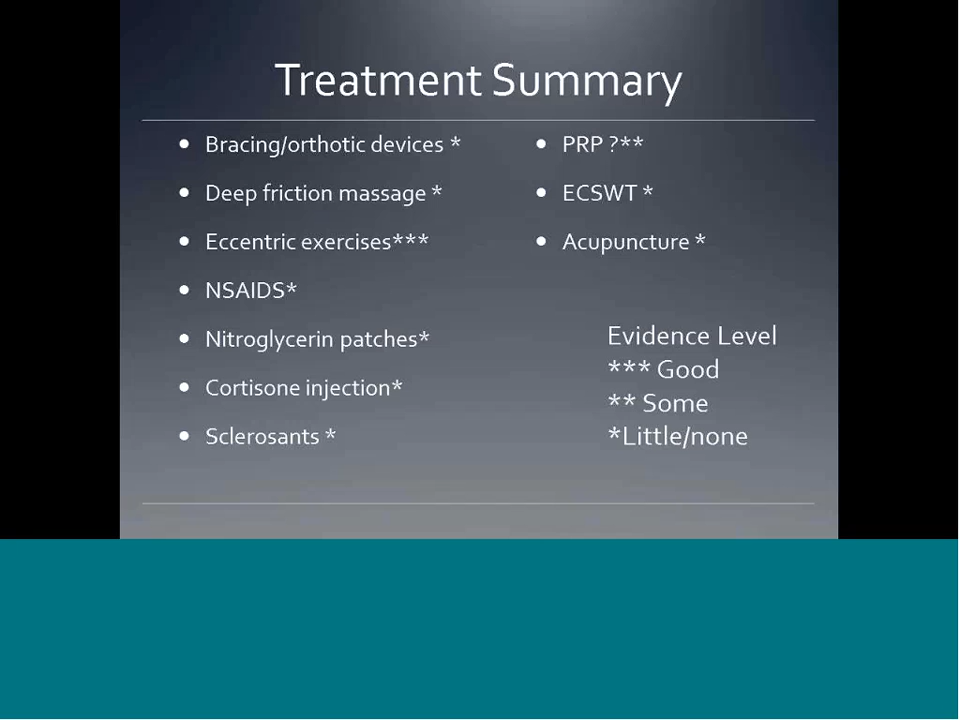 Treatment Summary
• Bracing/orthotic devices *
• Deep friction massage *
• Eccentric exercises***
• NSAIDS*
• Nitroglycerin patches*
• Cortisone injection*
• Sclerosants *
• PRP ?**
• ECSWT *
• Acupuncture *
Evidence Level
*** Good
** Some
*Little/none